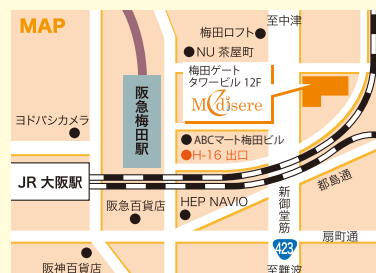 MAP
梅田ロフト
至中津
NU 茶屋町
梅田ゲート
タワービル 12F
Medisere
阪急梅田駅
ヨドバシカメラ
ABCマート梅田ビル
H-16 出口
JR 大阪駅
阪急百貨店
HEP NAVIO
新御堂筋
都島通
扇町通
423
阪神百貨店
至難波